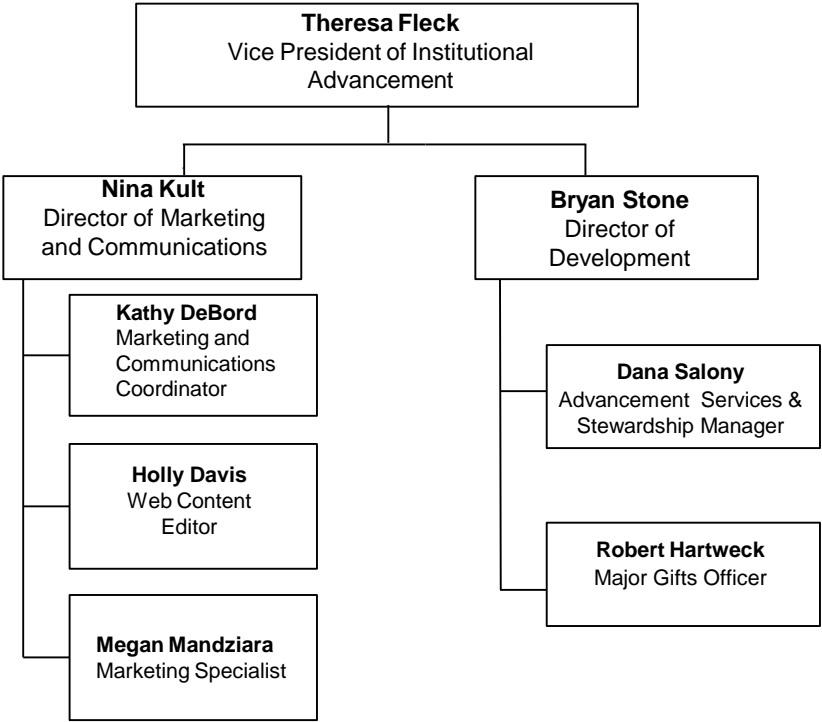 Theresa Fleck
Vice President of Institutional
Advancement
Nina Kult
Director of Marketing
and Communications
Kathy DeBord
Marketing and
Communications
Coordinator
Holly Davis
Web Content
Editor
Megan Mandziara
Marketing Specialist
Bryan Stone
Director of
Development
Dana Salony
Advancement Services &
Stewardship Manager
Robert Hartweck
Major Gifts Officer